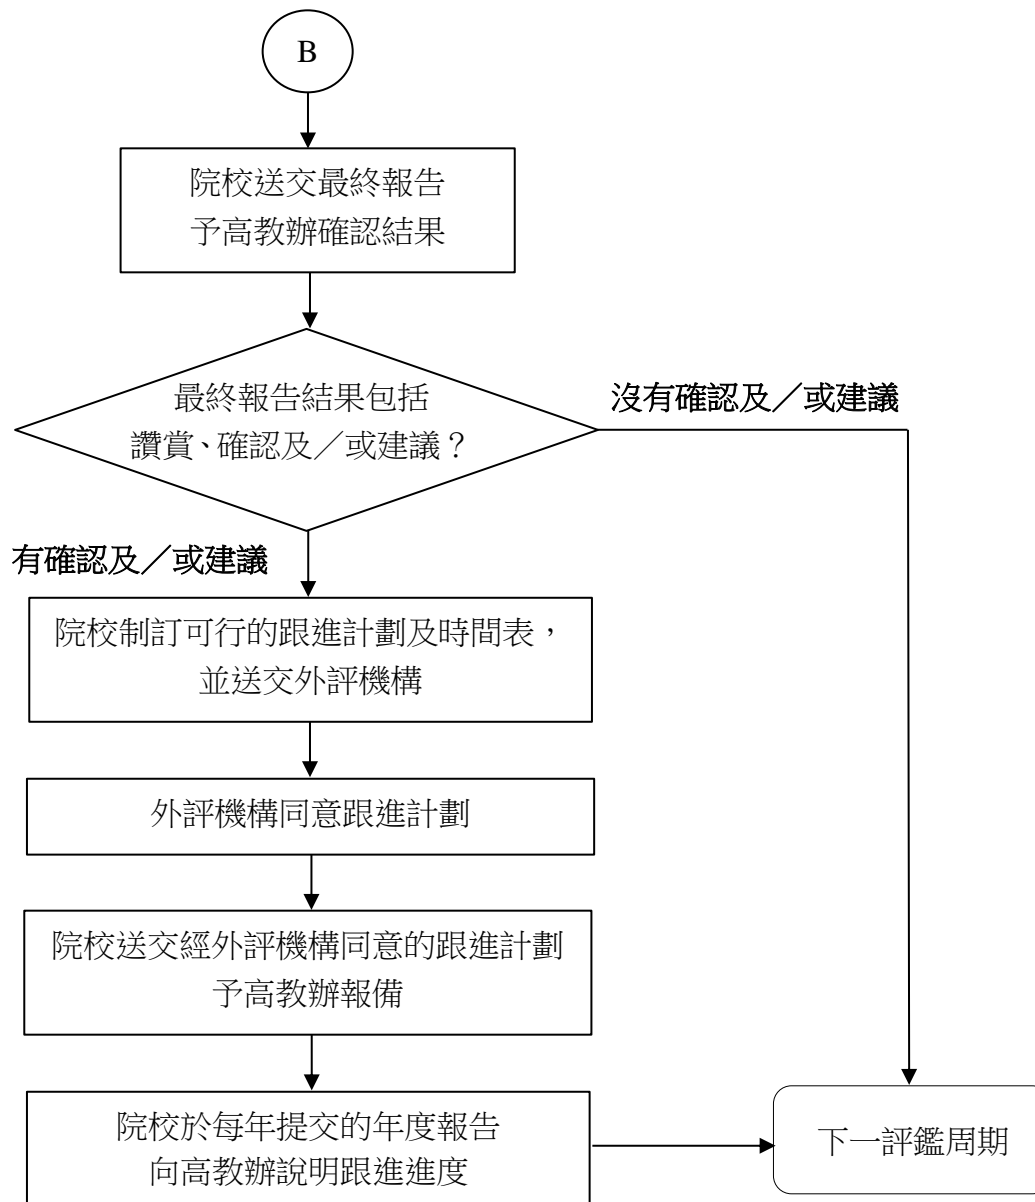 B
院校送交最終報告
予高教辦確認結果
最終報告結果包括
讚賞、確認及／或建議？
沒有確認及／或建議
有確認及／或建議
院校制訂可行的跟進計劃及時間表，
並送交外評機構
外評機構同意跟進計劃
院校送交經外評機構同意的跟進計劃
予高教辦報備
院校於每年提交的年度報告
向高教辦說明跟進進度
下一評鑑周期